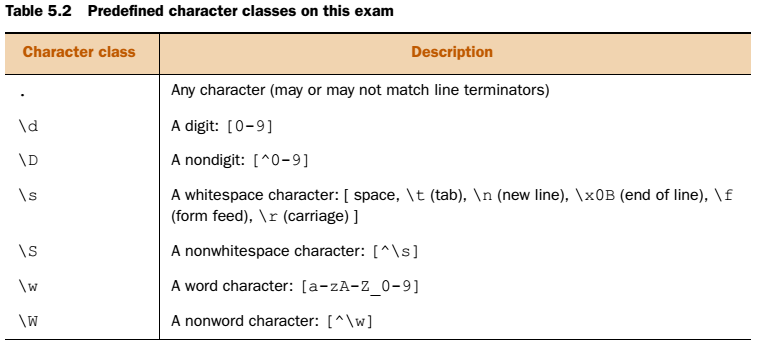 Table 5.2 Predefined character classes on this exam
Character class Description
. Any character (may or may not match line terminators)
\d A digit: [0-9]
\D A nondigit: [^0-9]
\s A whitespace character: [ space, \t (tab), \n (new line), \x0B (end of line), \f
(form feed), \r (carriage) ]
\S A nonwhitespace character: [^\s]
\w A word character: [a-zA-Z_0-9]
\W A nonword character: [^\w]